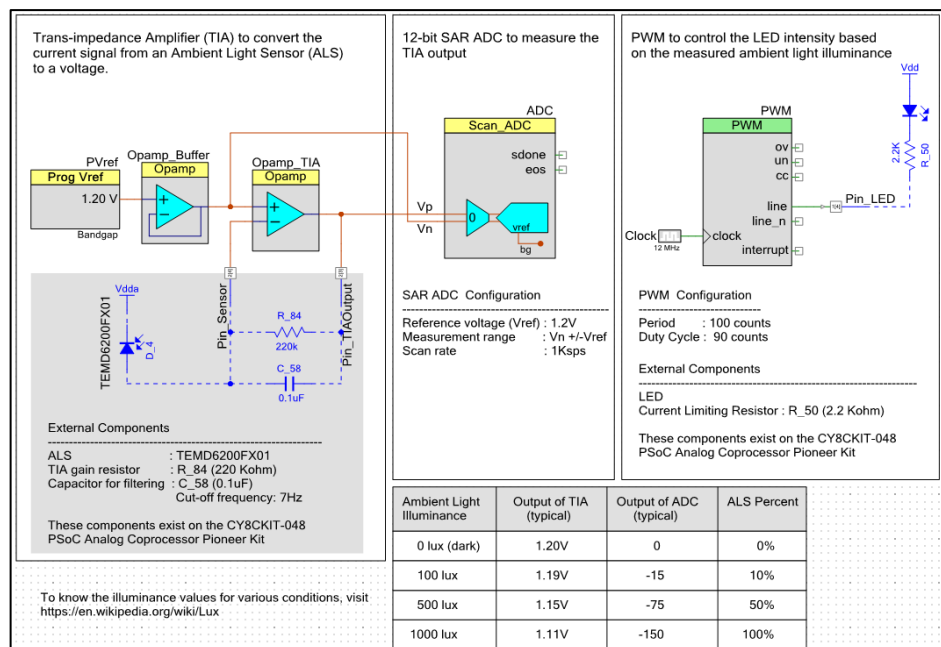 Trans-impedance Amplifier (TIA) to convert the
current signal from an Ambient Light Sensor (ALS)
to a voltage.
PVref
Prog Vref
1.20 V
Bandgap
Opamp_Buffer
Opamp
Opamp_TIA
Opamp
Pin_Sensor
Pin_TIAOutput
Vdda
TEMD6200FX01
D_4
R_84
220k
C_58
0.1uF
External Components
ALS : TEMD6200FX01
TIA gain resistor : R_84 (220 Kohm)
Capacitor for filtering : C_58 (0.1uF)
Cut-off frequency: 7Hz
These components exist on the CY8CKIT-048
PSoC Analog Coprocessor Pioneer Kit
To know the illuminance values for various conditions, visit
https://en.wikipedia.org/wiki/Lux
12-bit SAR ADC to measure the
TIA output
ADC
Scan_ADC
sdone
eos
Vp
Vn
0
vref
bg
SAR ADC Configuration
Reference voltage (Vref) : 1.2V
Measurement range : Vn +/-Vref
Scan rate : 1Ksps
PWM to control the LED intensity based
on the measured ambient light illuminance
Vdd
2.2K
R_50
PWM
PWM
ov
un
cc
line
line_n
interrupt
Pin_LED
Clock
12 MHz
clock
PWM Configuration
Period : 100 counts
Duty Cycle : 90 counts
External Components
LED
Current Limiting Resistor : R_50 (2.2 Kohm)
These components exist on the CY8CKIT-048
PSoC Analog Coprocessor Pioneer Kit
Ambient Light Illuminance Output of TIA (typical) Output of ADC (typical) ALS Percent
0 lux (dark) 1.20V 0 0%
100 lux 1.19V -15 10%
500 lux 1.15V -75 50%
1000 lux 1.11V -150 100%